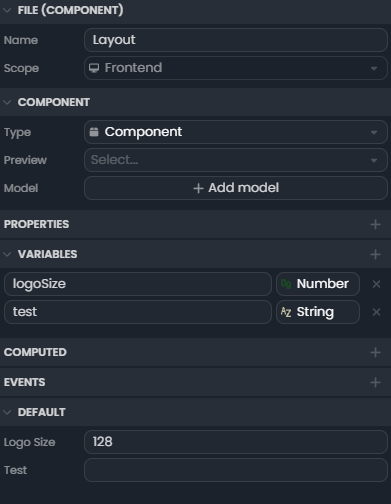 FILE (COMPONENT)
Name Layout
Scope Frontend
COMPONENT
Type Component
Preview Select...
Model + Add model
PROPERTIES +
VARIABLES +
logoSize Number ×
test AZ String ×
COMPUTED +
EVENTS +
DEFAULT
Logo Size 128
Test